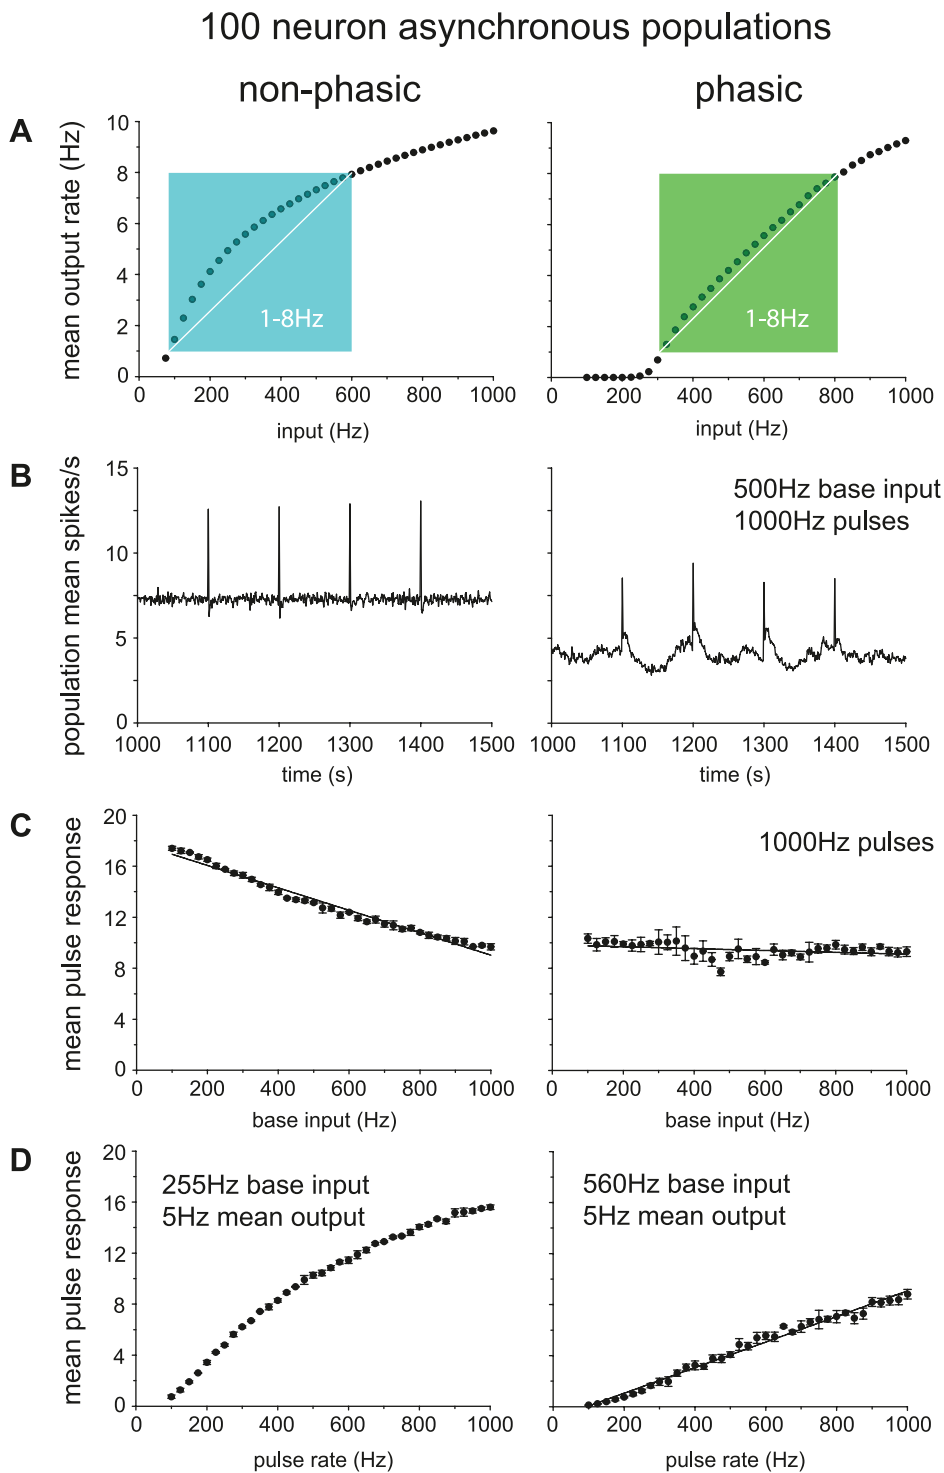 100 neuron asynchronous populations
non-phasic
phasic
A
mean output rate (Hz)
10
8
6
4
2
0
1-8Hz
0 200 400 600 800 1000
input (Hz)
1-8Hz
0 200 400 600 800 1000
input (Hz)
B
population mean spikes/s
15
10
5
0
1000 1100 1200 1300 1400 1500
time (s)
500Hz base input
1000Hz pulses
1000 1100 1200 1300 1400 1500
time (s)
C
mean pulse response
20
16
12
8
4
0
0 200 400 600 800 1000
base input (Hz)
1000Hz pulses
0 200 400 600 800 1000
base input (Hz)
D
mean pulse response
20
16
12
8
4
0
255Hz base input
5Hz mean output
0 200 400 600 800 1000
pulse rate (Hz)
560Hz base input
5Hz mean output
0 200 400 600 800 1000
pulse rate (Hz)